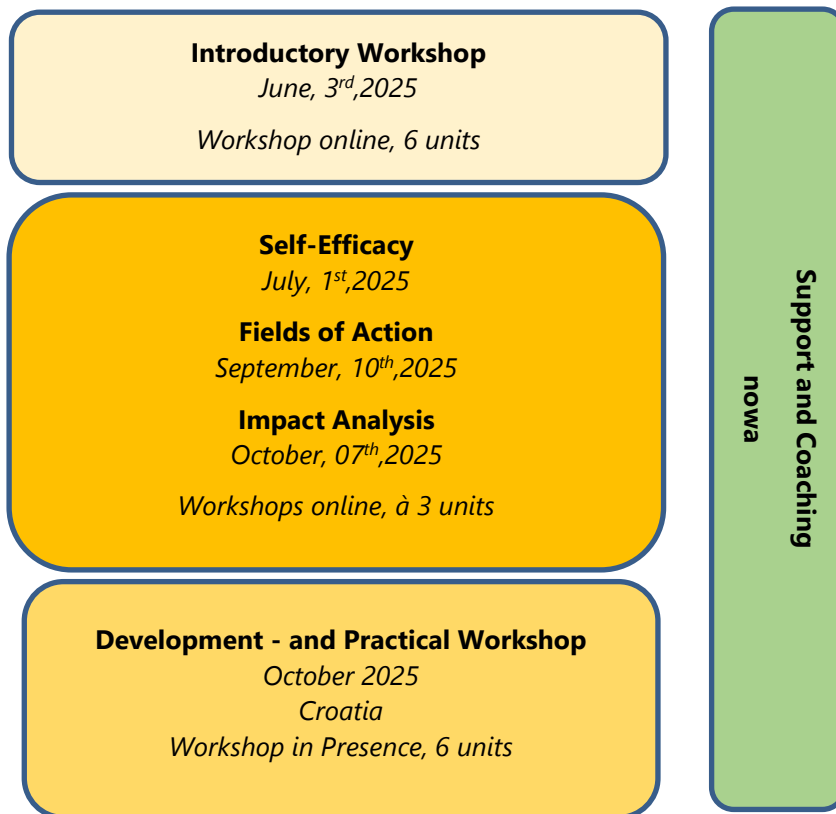 Introductory Workshop
June, 3rd,2025
Workshop online, 6 units
Self-Efficacy
July, 1st,2025
Fields of Action
September, 10th,2025
Impact Analysis
October, 07th,2025
Workshops online, à 3 units
Development - and Practical Workshop
October 2025
Croatia
Workshop in Presence, 6 units
Support and Coaching
nowa